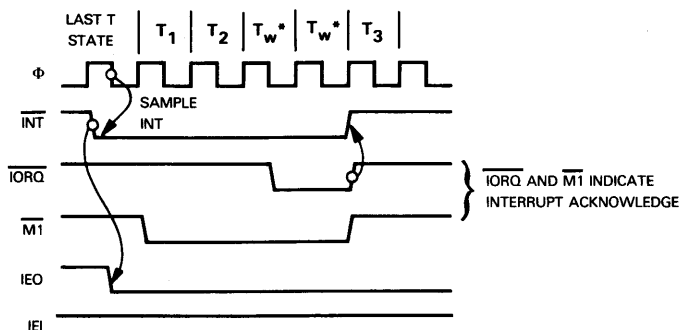 LAST T
STATE
T1 T2 Tw* Tw* T3
Φ
SAMPLE
INT
INT
IORQ
IORQ AND M1 INDICATE
INTERRUPT ACKNOWLEDGE
M1
IEO
IEI